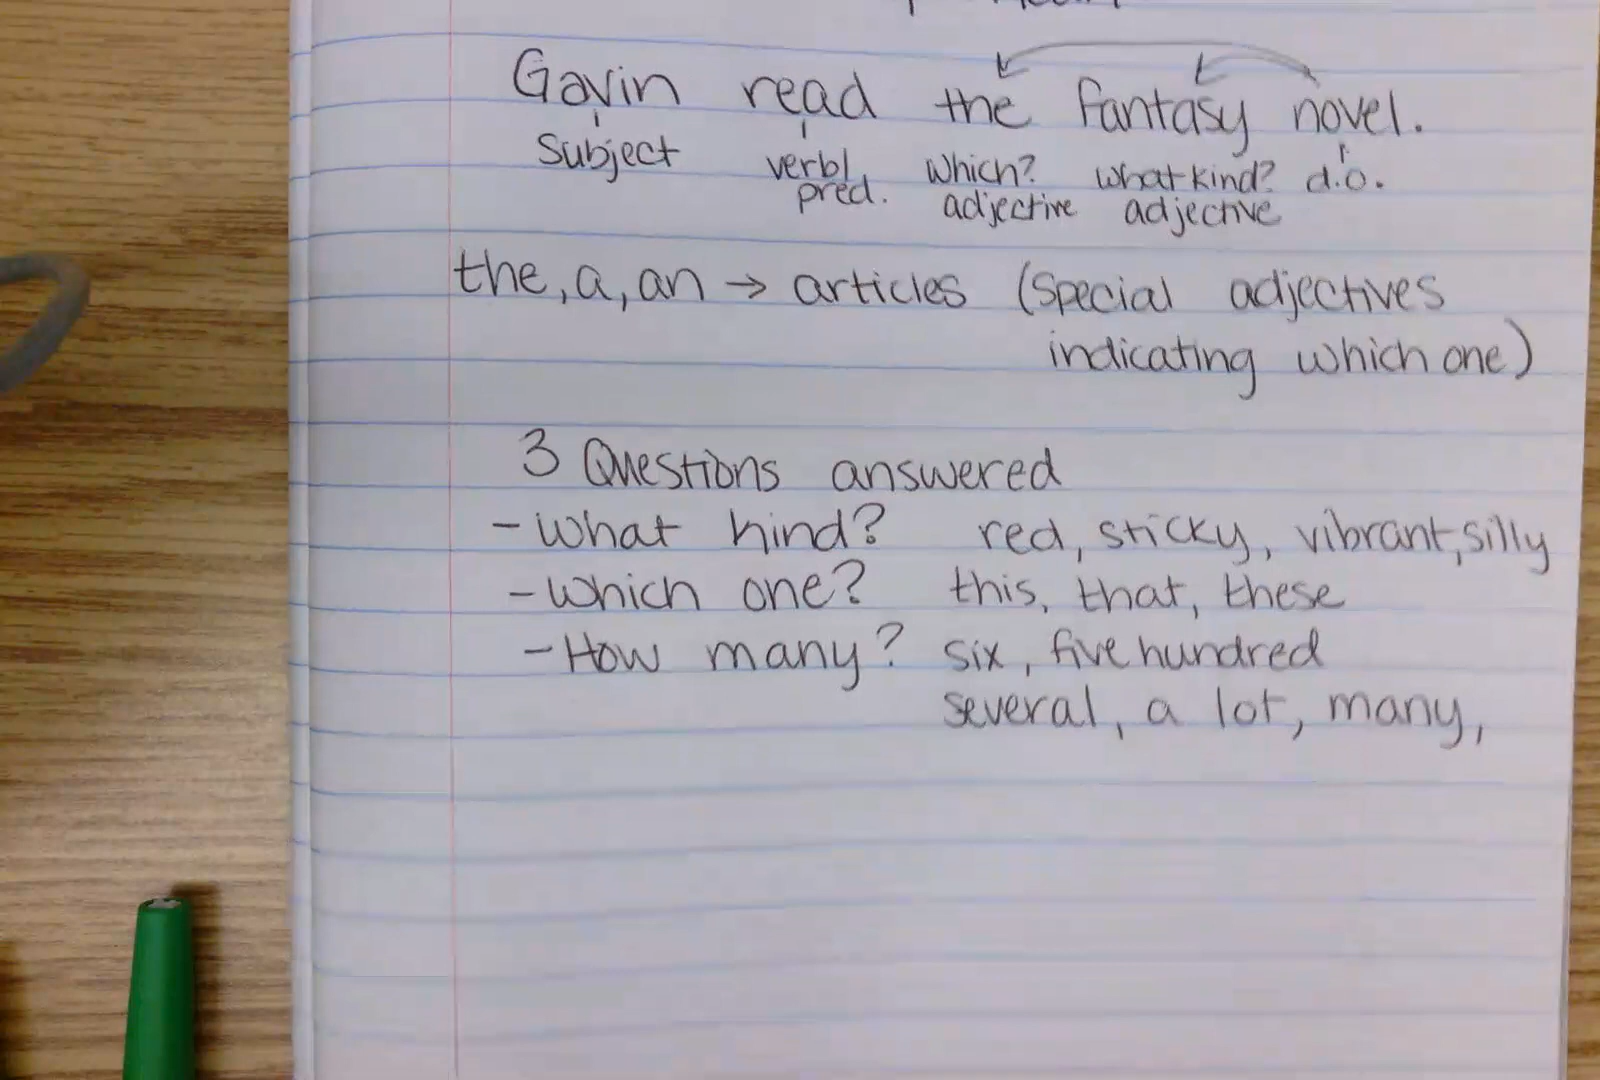 Gavin read the fantasy novel.
Subject verb/ Which? what kind? d.o.
pred. adjective adjective
the, a, an → articles (special adjectives
indicating which one)
3 Questions answered
- What kind? red, sticky, vibrant, silly
- Which one? this, that, these
- How many? six, five hundred
several, a lot, many,